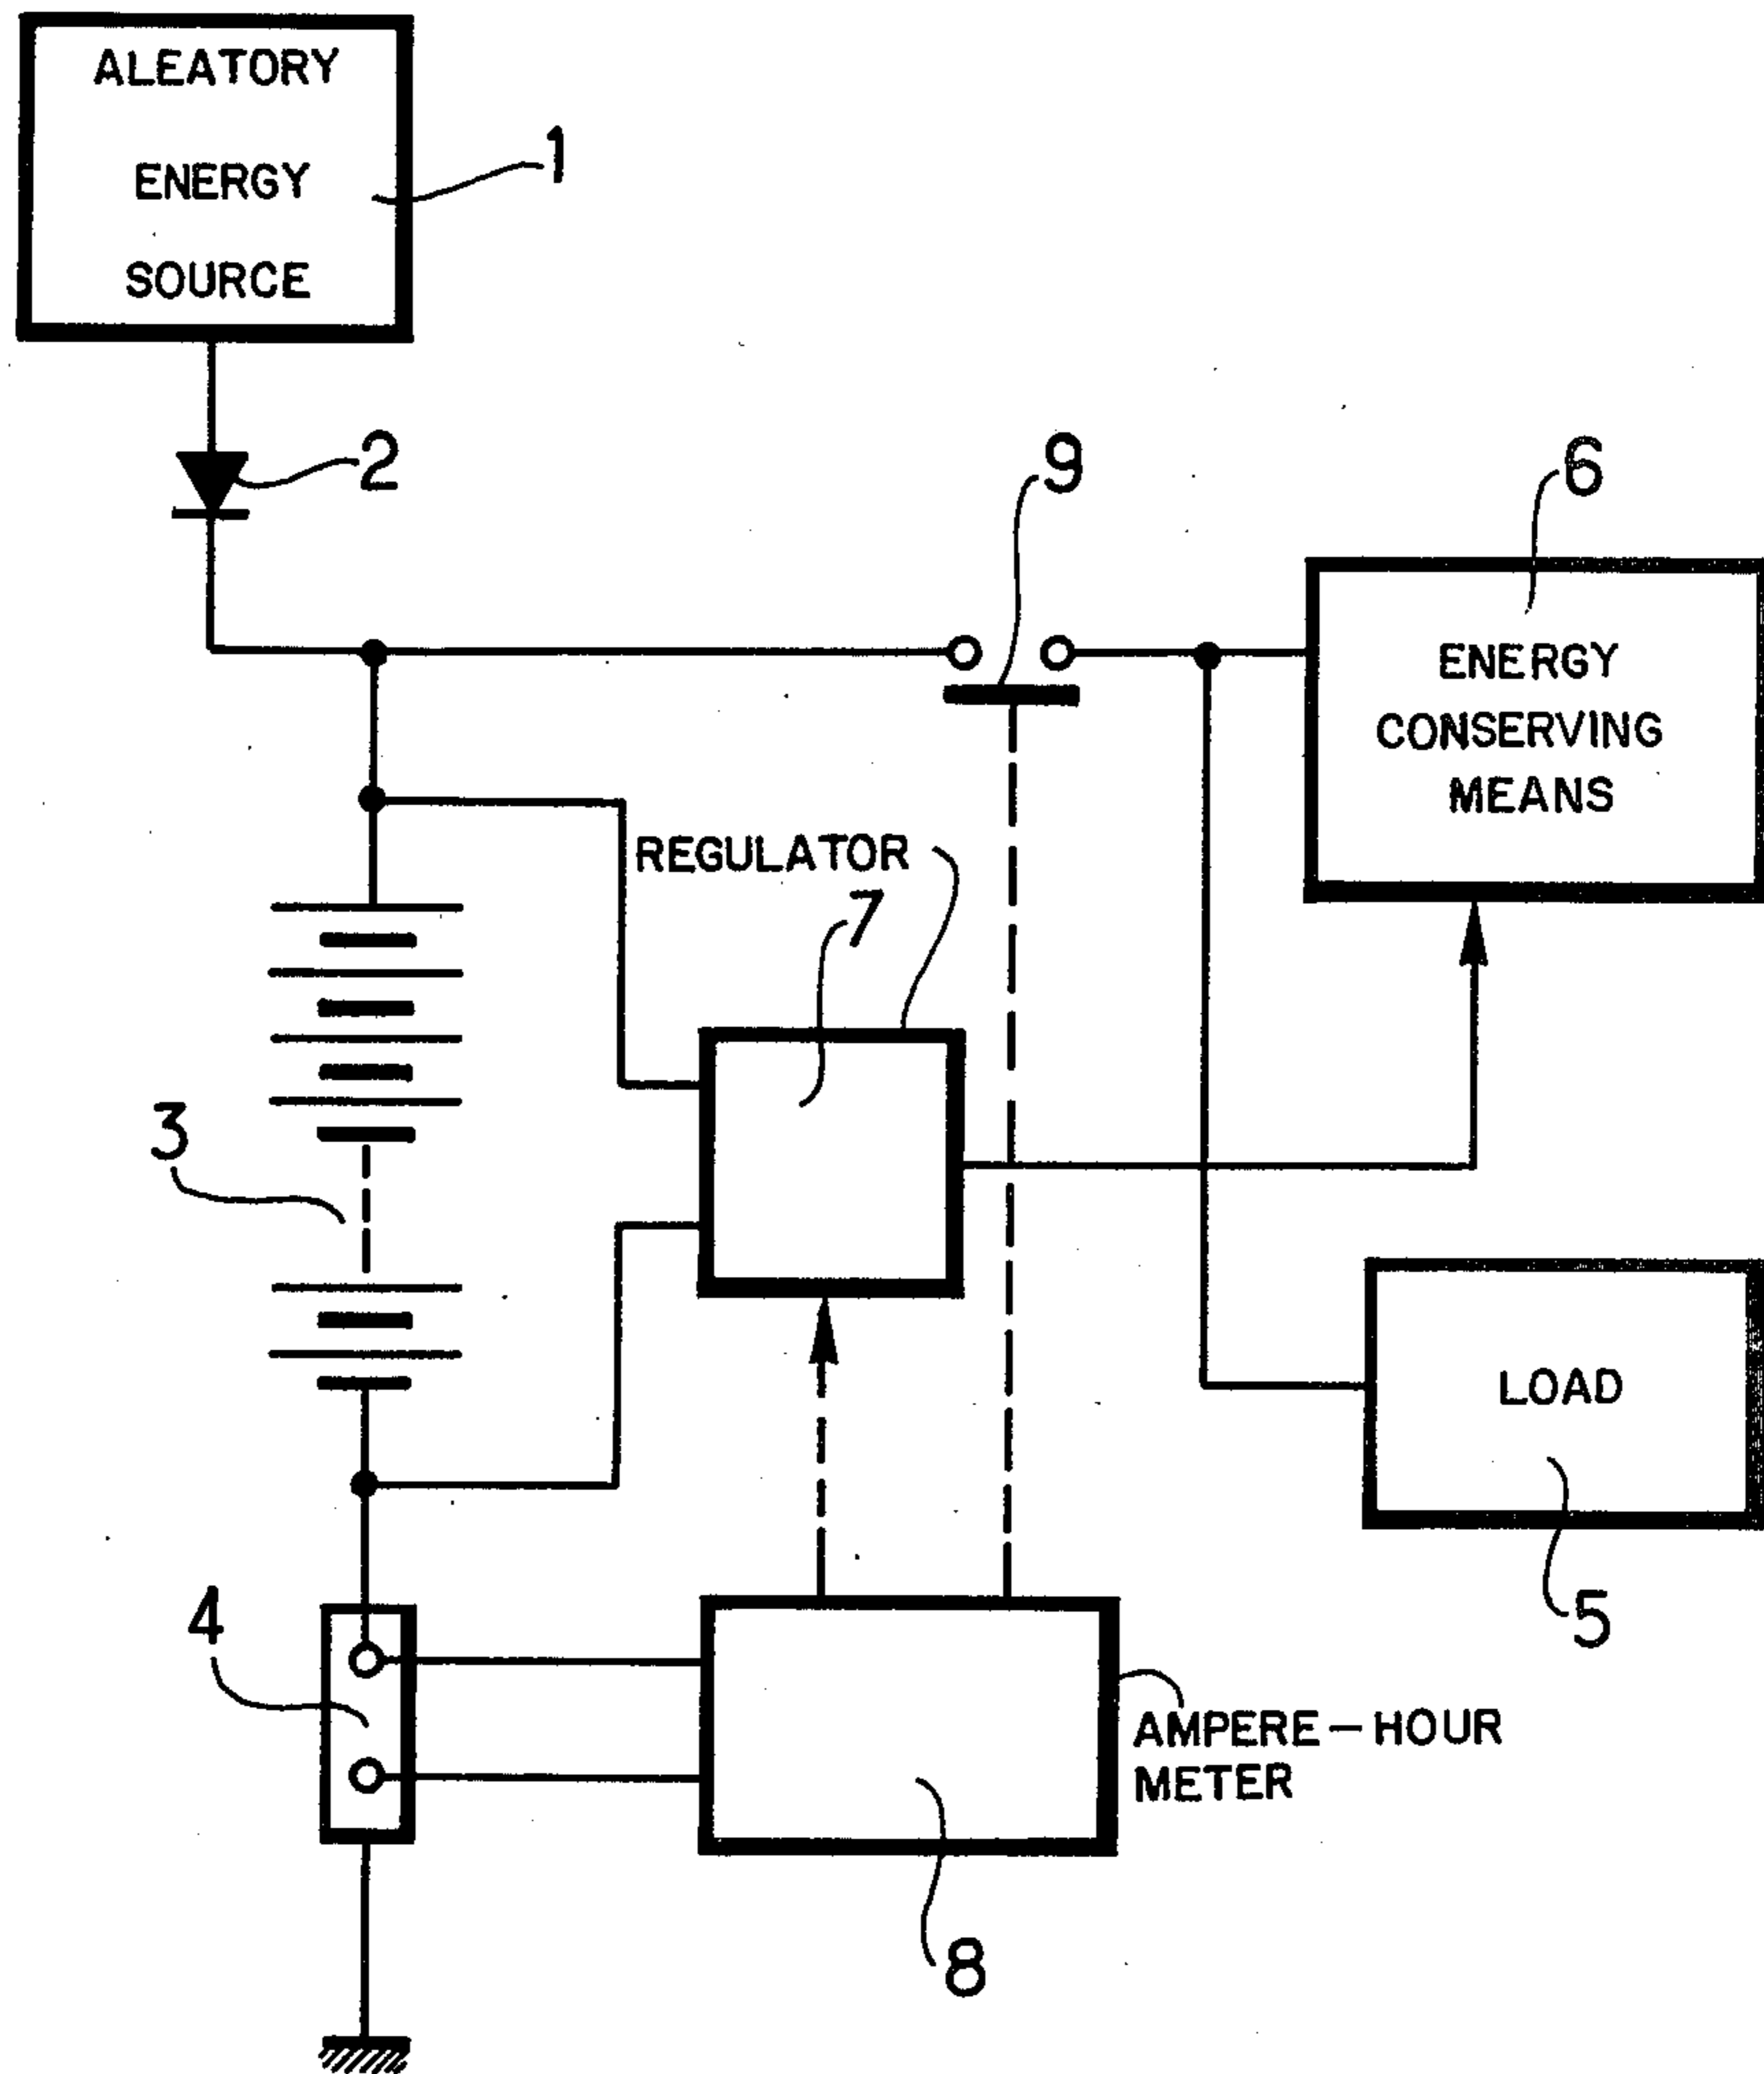 ALEATORY
ENERGY
SOURCE
1
2
9
6
ENERGY
CONSERVING
MEANS
REGULATOR
7
3
LOAD
5
4
AMPERE-HOUR
METER
8